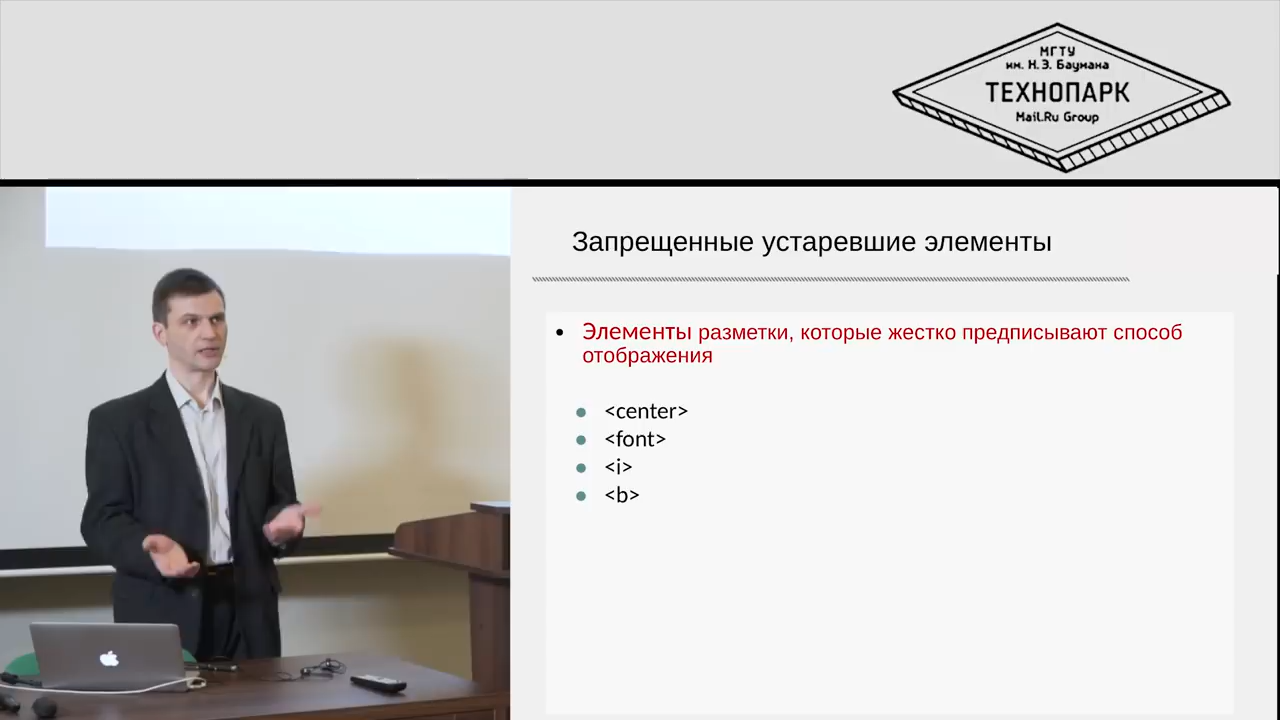 МГТУ
им. Н.Э. Баумана
ТЕХНОПАРК
Mail.Ru Group
Запрещенные устаревшие элементы
• Элементы разметки, которые жестко предписывают способ
отображения
• <center>
• <font>
• <i>
• <b>